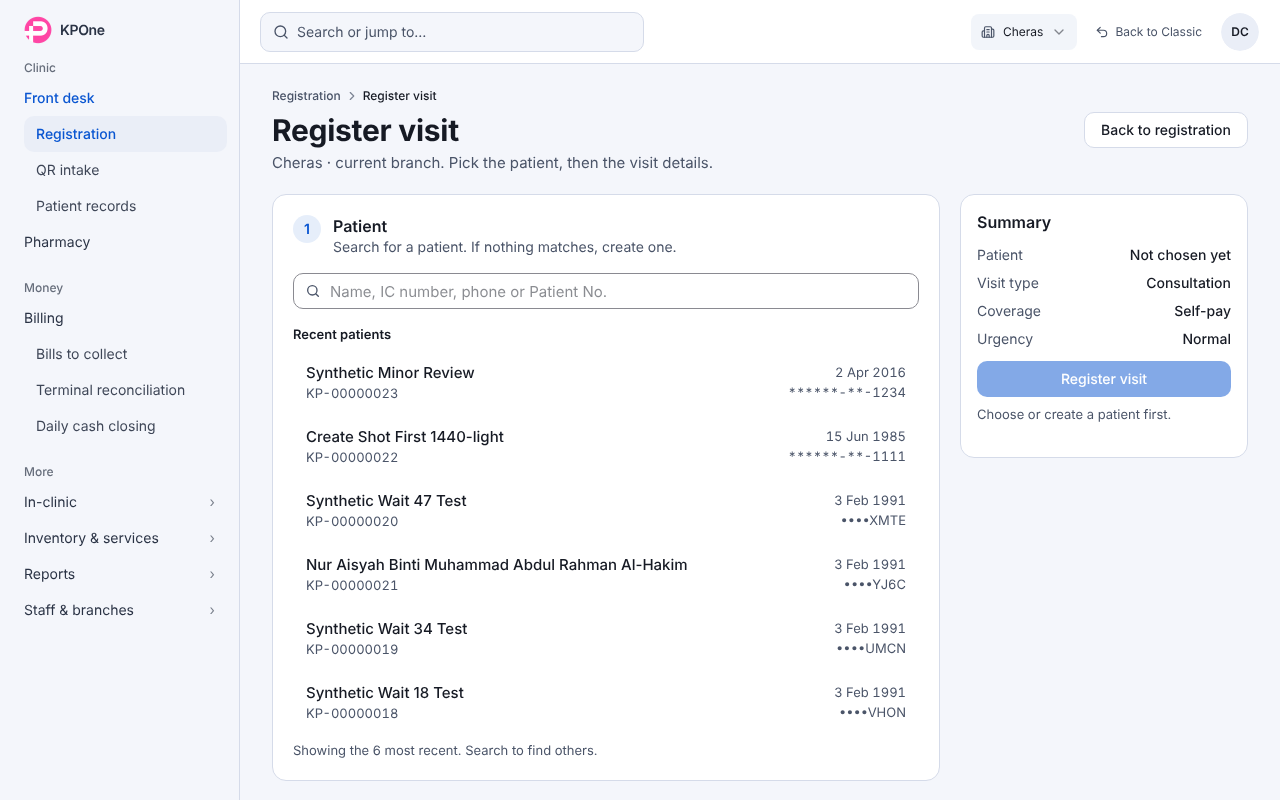 KPOne
Search or jump to...
Cheras
Back to Classic
DC
Clinic
Front desk
Registration
QR intake
Patient records
Pharmacy
Money
Billing
Bills to collect
Terminal reconciliation
Daily cash closing
More
In-clinic
Inventory & services
Reports
Staff & branches
Registration > Register visit
Register visit
Cheras · current branch. Pick the patient, then the visit details.
Back to registration
1 Patient
Search for a patient. If nothing matches, create one.
Name, IC number, phone or Patient No.
Recent patients
Synthetic Minor Review 2 Apr 2016
KP-00000023 ******-**-1234
Create Shot First 1440-light 15 Jun 1985
KP-00000022 ******-**-1111
Synthetic Wait 47 Test 3 Feb 1991
KP-00000020 ••••XMTE
Nur Aisyah Binti Muhammad Abdul Rahman Al-Hakim 3 Feb 1991
KP-00000021 ••••YJ6C
Synthetic Wait 34 Test 3 Feb 1991
KP-00000019 ••••UMCN
Synthetic Wait 18 Test 3 Feb 1991
KP-00000018 ••••VHON
Showing the 6 most recent. Search to find others.
Summary
Patient Not chosen yet
Visit type Consultation
Coverage Self-pay
Urgency Normal
Register visit
Choose or create a patient first.